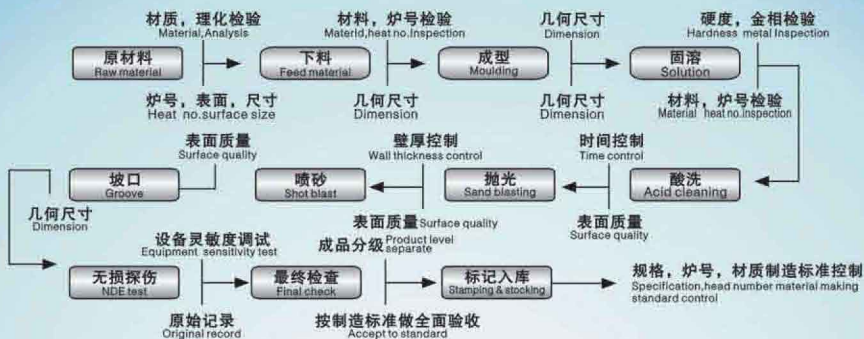 材质，理化检验
Material,Analysis
材料，炉号检验
Materid,heat no.Inspection
几何尺寸
Dimension
硬度，金相检验
Hardness metal Inspection
原材料
Raw material
下料
Feed material
成型
Moulding
固溶
Solution
炉号，表面，尺寸
Heat no.surface size
几何尺寸
Dimension
几何尺寸
Dimension
材料，炉号检验
Material heat no.inspection
表面质量
Surface quality
壁厚控制
Wall thickness control
时间控制
Time control
坡口
Groove
喷砂
Shot blast
抛光
Sand blasting
酸洗
Acid cleaning
几何尺寸
Dimension
表面质量 Surface quality
表面质量
Surface quality
设备灵敏度调试
Equipment sensitivity test
成品分级 Product level separate
无损探伤
NDE test
最终检查
Final check
标记入库
Stamping & stocking
规格，炉号，材质制造标准控制
Specification,head number material making
standard control
原始记录
Original record
按制造标准做全面验收
Accept to standard